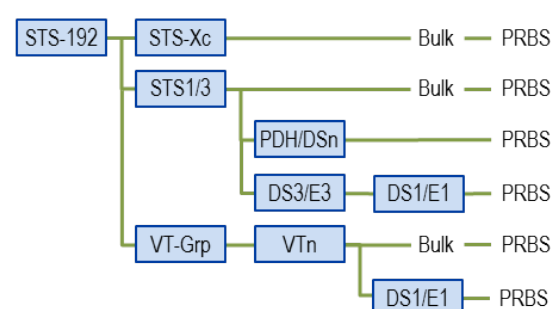 STS-192 STS-Xc Bulk PRBS
STS1/3 Bulk PRBS
PDH/DSn PRBS
DS3/E3 DS1/E1 PRBS
VT-Grp VTn Bulk PRBS
DS1/E1 PRBS